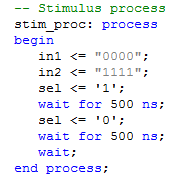 -- Stimulus process
stim_proc: process
begin
in1 <= "0000";
in2 <= "1111";
sel <= '1';
wait for 500 ns;
sel <= '0';
wait for 500 ns;
wait;
end process;